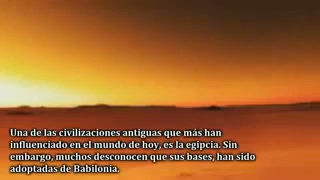 Una de las civilizaciones antiguas que más han
influenciado en el mundo de hoy, es la egipcia. Sin
embargo, muchos desconocen que sus bases, han sido
adoptadas de Babilonia.